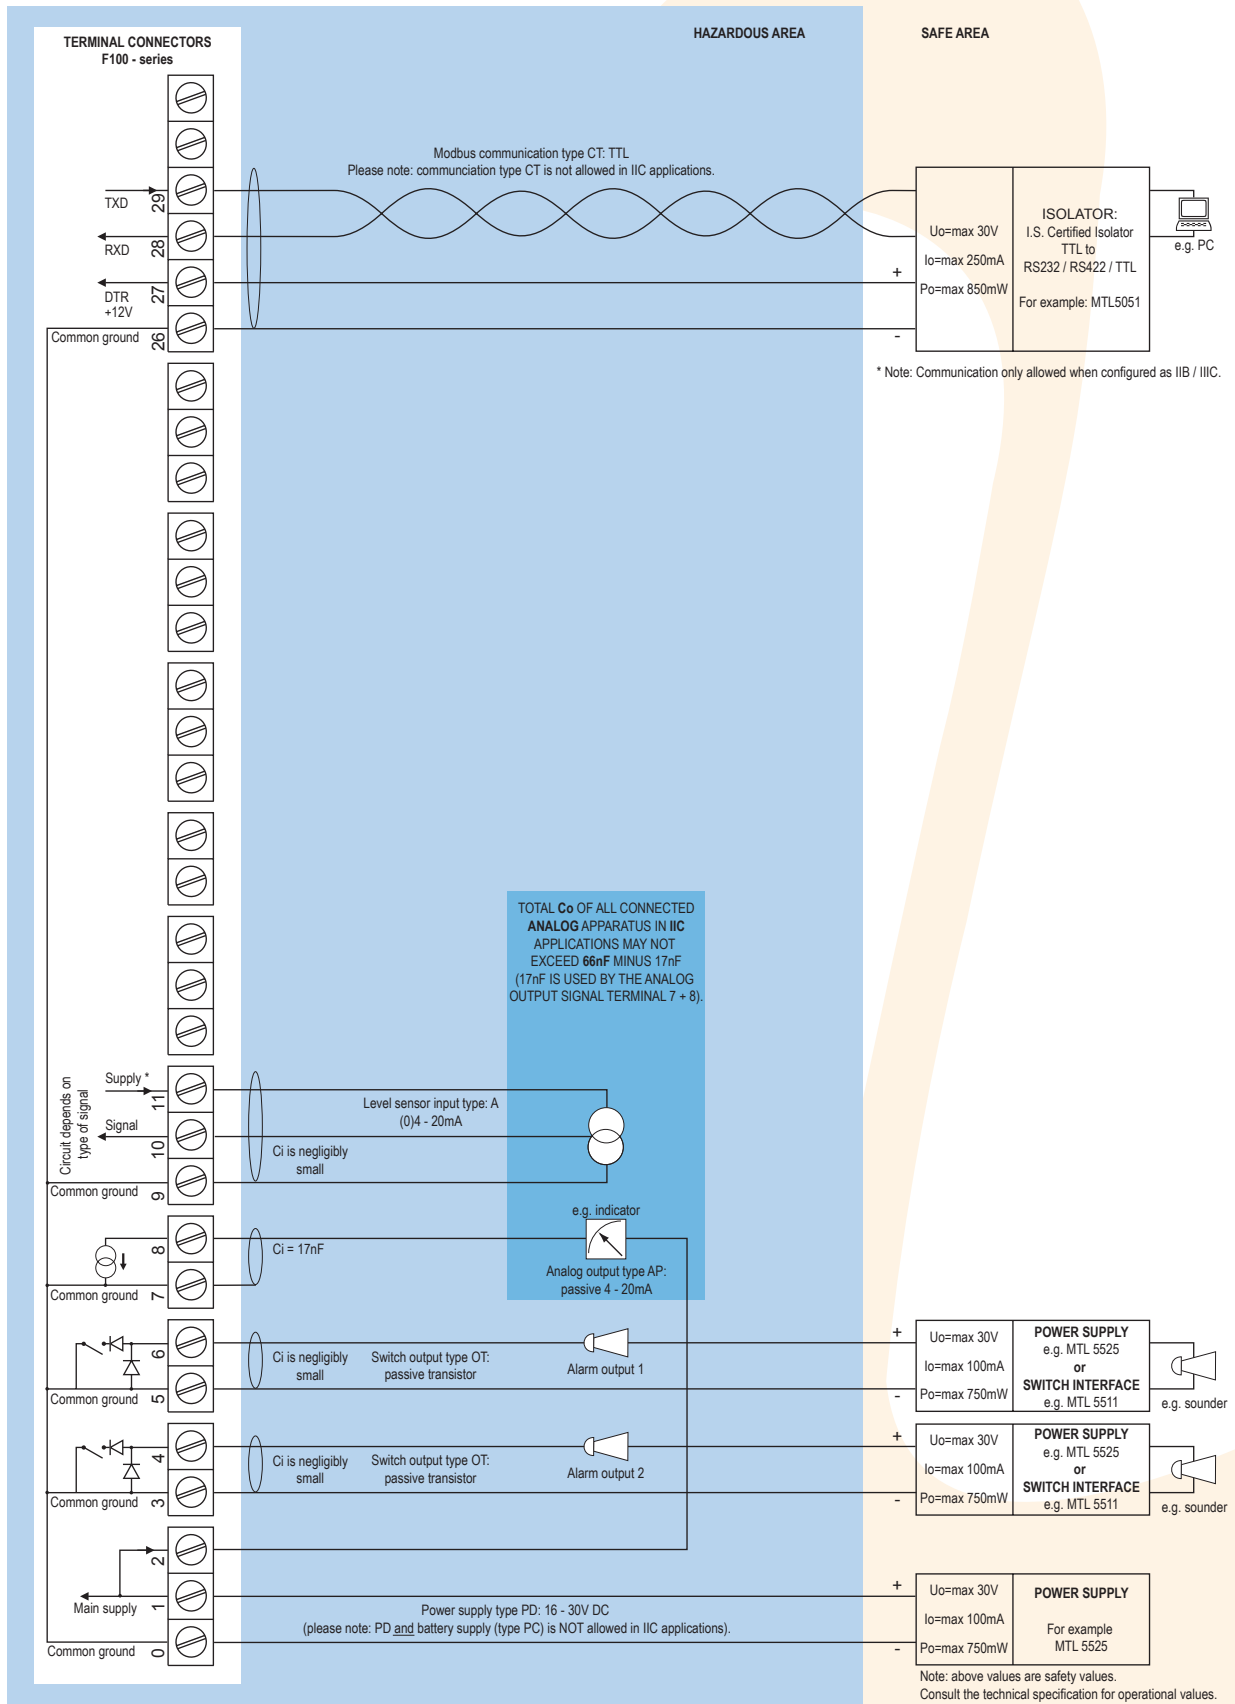 HAZARDOUS AREA
SAFE AREA
TERMINAL CONNECTORS
F100 - series
Modbus communication type CT: TTL
Please note: communciation type CT is not allowed in IIC applications.
TXD
29
RXD
28
DTR
+12V
27
Common ground
26
+
-
Uo=max 30V
Io=max 250mA
Po=max 850mW
ISOLATOR:
I.S. Certified Isolator
TTL to
RS232 / RS422 / TTL
For example: MTL5051
e.g. PC
* Note: Communication only allowed when configured as IIB / IIIC.
TOTAL Co OF ALL CONNECTED
ANALOG APPARATUS IN IIC
APPLICATIONS MAY NOT
EXCEED 66nF MINUS 17nF
(17nF IS USED BY THE ANALOG
OUTPUT SIGNAL TERMINAL 7 + 8).
Circuit depends on
type of signal
Supply *
11
Signal
10
Common ground
9
Level sensor input type: A
(0)4 - 20mA
Ci is negligibly
small
8
Common ground
7
Ci = 17nF
e.g. indicator
Analog output type AP:
passive 4 - 20mA
6
Common ground
5
Ci is negligibly
small
Switch output type OT:
passive transistor
Alarm output 1
+
-
Uo=max 30V
Io=max 100mA
Po=max 750mW
POWER SUPPLY
e.g. MTL 5525
or
SWITCH INTERFACE
e.g. MTL 5511
e.g. sounder
4
Common ground
3
Ci is negligibly
small
Switch output type OT:
passive transistor
Alarm output 2
+
-
Uo=max 30V
Io=max 100mA
Po=max 750mW
POWER SUPPLY
e.g. MTL 5525
or
SWITCH INTERFACE
e.g. MTL 5511
e.g. sounder
2
Main supply
1
Common ground
0
Power supply type PD: 16 - 30V DC
(please note: PD and battery supply (type PC) is NOT allowed in IIC applications).
+
-
Uo=max 30V
Io=max 100mA
Po=max 750mW
POWER SUPPLY
For example
MTL 5525
Note: above values are safety values.
Consult the technical specification for operational values.